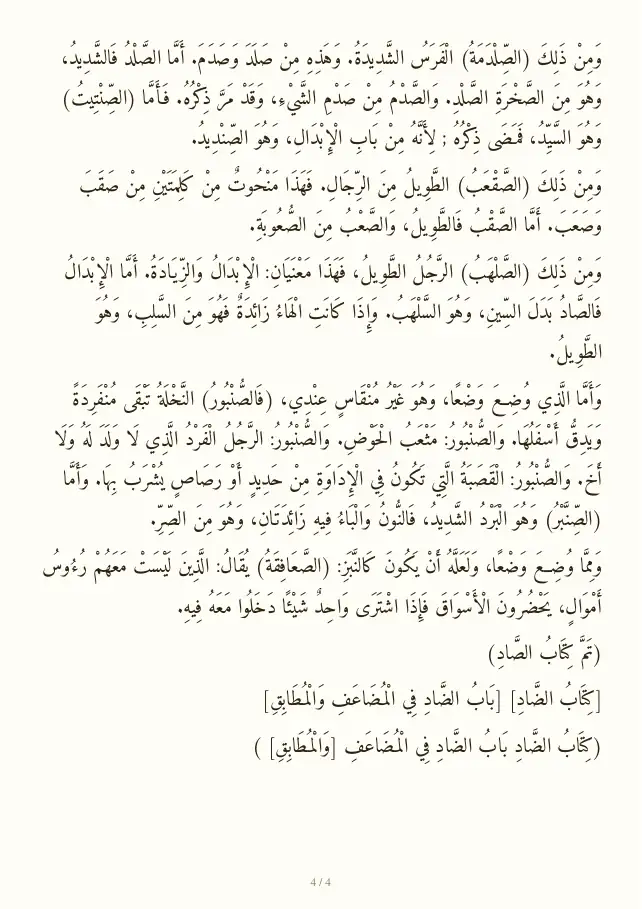 وَمِنْ ذَلِكَ (الصِّلْدَمَةُ) الْفَرَسُ الشَّدِيدَةُ. وَهَذِهِ مِنْ صَلَدَ وَصَدَمَ. أَمَّا الصَّلْدُ فَالشَّدِيدُ،
وَهُوَ مِنَ الصَّخْرَةِ الصَّلْدِ. وَالصَّدْمُ مِنْ صَدْمِ الشَّيْءِ، وَقَدْ مَرَّ ذِكْرُهُ. فَأَمَّا (الصِّنْتِيتُ)
وَهُوَ السَّيِّدُ، فَمَضَى ذِكْرُهُ ; لِأَنَّهُ مِنْ بَابِ الْإِبْدَالِ، وَهُوَ الصِّنْدِيدُ.
وَمِنْ ذَلِكَ (الصَّقْعَبُ) الطَّوِيلُ مِنَ الرِّجَالِ. فَهَذَا مَنْحُوتٌ مِنْ كَلِمَتَيْنِ مِنْ صَقَبَ
وَصَعَبَ. أَمَّا الصَّقْبُ فَالطَّوِيلُ، وَالصَّعْبُ مِنَ الصُّعُوبَةِ.
وَمِنْ ذَلِكَ (الصَّلْهَبُ) الرَّجُلُ الطَّوِيلُ، فَهَذَا مَعْنَيَانِ: الْإِبْدَالُ وَالزِّيَادَةُ. أَمَّا الْإِبْدَالُ
فَالصَّادُ بَدَلَ السِّينِ، وَهُوَ السَّلْهَبُ. وَإِذَا كَانَتِ الْهَاءُ زَائِدَةً فَهُوَ مِنَ السَّلِبِ، وَهُوَ
الطَّوِيلُ.
وَأَمَّا الَّذِي وُضِعَ وَضْعًا، وَهُوَ غَيْرُ مُنْقَاسٍ عِنْدِي، (فَالصُّنْبُورُ) النَّخْلَةُ تَبْقَى مُنْفَرِدَةً
وَيَدِقُّ أَسْفَلُهَا. وَالصُّنْبُورُ: مَثْعَبُ الْحَوْضِ. وَالصُّنْبُورُ: الرَّجُلُ الْفَرْدُ الَّذِي لَا وَلَدَ لَهُ وَلَا
أَخَ. وَالصُّنْبُورُ: الْقَصَبَةُ الَّتِي تَكُونُ فِي الْإِدَاوَةِ مِنْ حَدِيدٍ أَوْ رَصَاصٍ يُشْرَبُ بِهَا. وَأَمَّا
(الصِّنَّبْرُ) وَهُوَ الْبَرْدُ الشَّدِيدُ، فَالنُّونُ وَالْبَاءُ فِيهِ زَائِدَتَانِ، وَهُوَ مِنَ الصِّرِّ.
وَمِمَّا وُضِعَ وَضْعًا، وَلَعَلَّهُ أَنْ يَكُونَ كَالنَّبَزِ: (الصَّعَافِقَةُ) يُقَالُ: الَّذِينَ لَيْسَتْ مَعَهُمْ رُءُوسُ
أَمْوَالٍ، يَحْضُرُونَ الْأَسْوَاقَ فَإِذَا اشْتَرَى وَاحِدٌ شَيْئًا دَخَلُوا مَعَهُ فِيهِ.
(تَمَّ كِتَابُ الصَّادِ)
[كِتَابُ الضَّادِ] [بَابُ الضَّادِ فِي الْمُضَاعَفِ وَالْمُطَابِقِ]
(كِتَابُ الضَّادِ بَابُ الضَّادِ فِي الْمُضَاعَفِ [وَالْمُطَابِقِ] )
4 / 4